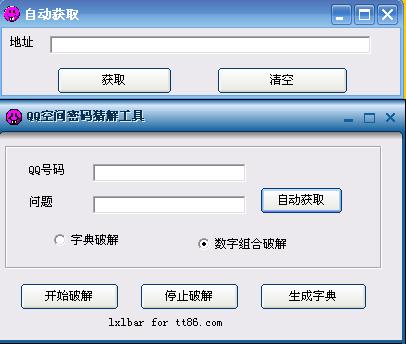 自动获取
地址
获取 清空
QQ空间密码猜解工具
QQ号码
问题 自动获取
字典破解 数字组合破解
开始破解 停止破解 生成字典
lxlbar for tt86.com